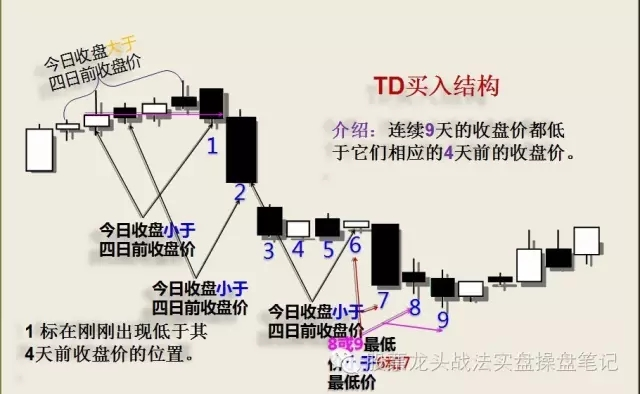 今日收盘大于
四日前收盘价
TD买入结构
介绍：连续9天的收盘价都低
于它们相应的4天前的收盘价。
1
2
3
4
5
6
7
8
9
今日收盘小于
四日前收盘价
今日收盘小于
四日前收盘价
今日收盘小于
四日前收盘价
1 标在刚刚出现低于其
4天前收盘价的位置。
8或9最低
7
最低价
龙头战法实盘操盘笔记